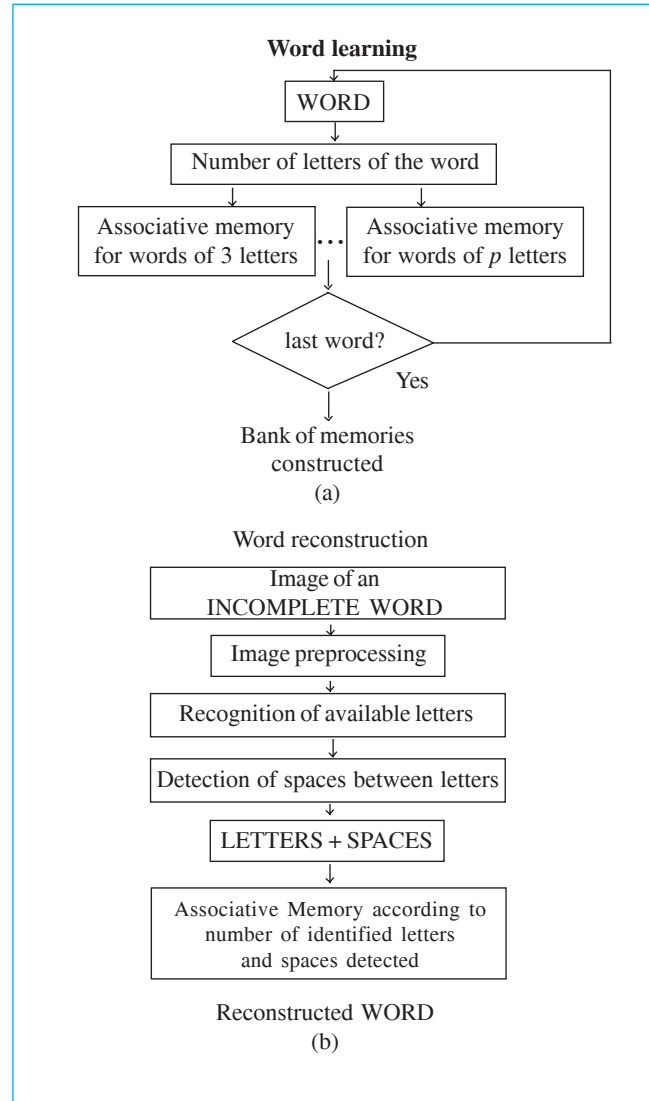 Word learning
WORD
Number of letters of the word
Associative memory
for words of 3 letters
...
Associative memory
for words of p letters
last word?
Yes
Bank of memories
constructed
(a)
Word reconstruction
Image of an
INCOMPLETE WORD
Image preprocessing
Recognition of available letters
Detection of spaces between letters
LETTERS + SPACES
Associative Memory according to
number of identified letters
and spaces detected
Reconstructed WORD
(b)